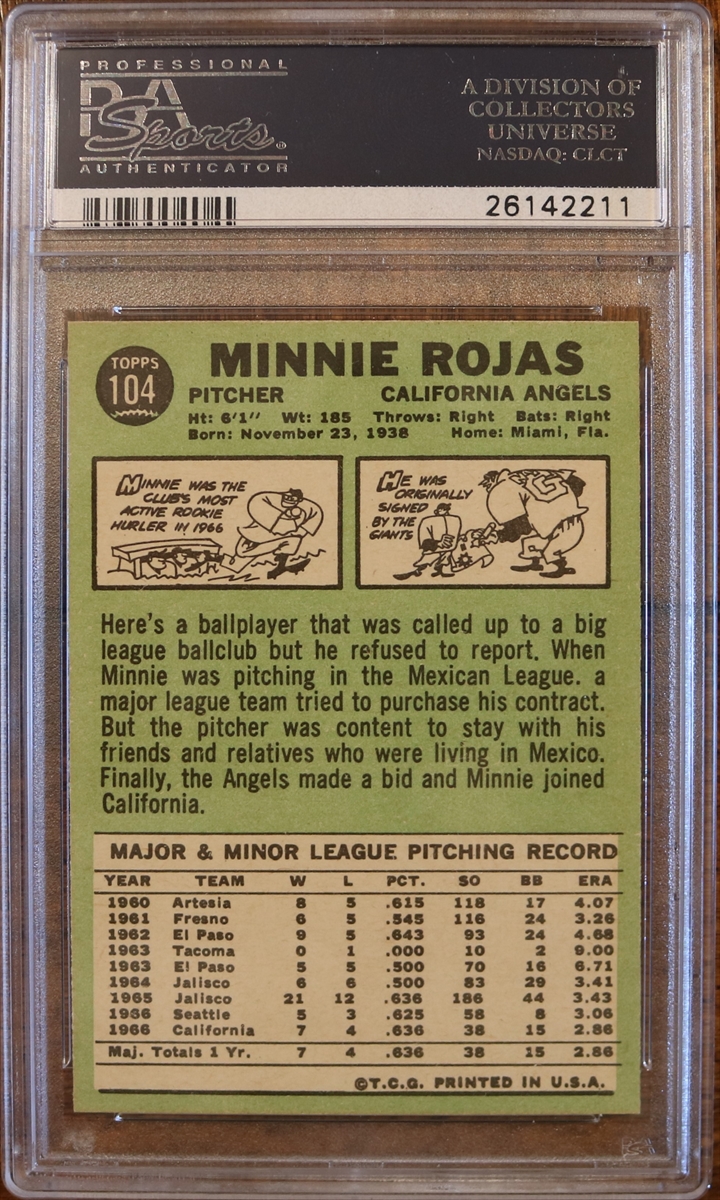 PROFESSIONAL
PSA
Sports®
AUTHENTICATOR
A DIVISION OF
COLLECTORS
UNIVERSE
NASDAQ: CLCT
26142211
TOPPS
104
MINNIE ROJAS
PITCHER CALIFORNIA ANGELS
Ht: 6'1" Wt: 185 Throws: Right Bats: Right
Born: November 23, 1938 Home: Miami, Fla.
MINNIE WAS THE
CLUB'S MOST
ACTIVE ROOKIE
HURLER IN 1966
HE WAS
ORIGINALLY
SIGNED
BY THE
GIANTS
Here's a ballplayer that was called up to a big
league ballclub but he refused to report. When
Minnie was pitching in the Mexican League. a
major league team tried to purchase his contract.
But the pitcher was content to stay with his
friends and relatives who were living in Mexico.
Finally, the Angels made a bid and Minnie joined
California.
MAJOR & MINOR LEAGUE PITCHING RECORD
YEAR TEAM W L PCT. SO BB ERA
1960 Artesia 8 5 .615 118 17 4.07
1961 Fresno 6 5 .545 116 24 3.26
1962 El Paso 9 5 .643 93 24 4.68
1963 Tacoma 0 1 .000 10 2 9.00
1963 El Paso 5 5 .500 70 16 6.71
1964 Jalisco 6 6 .500 83 29 3.41
1965 Jalisco 21 12 .636 186 44 3.43
1966 Seattle 5 3 .625 58 8 3.06
1966 California 7 4 .636 38 15 2.86
Maj. Totals 1 Yr. 7 4 .636 38 15 2.86
©T.C.G. PRINTED IN U.S.A.